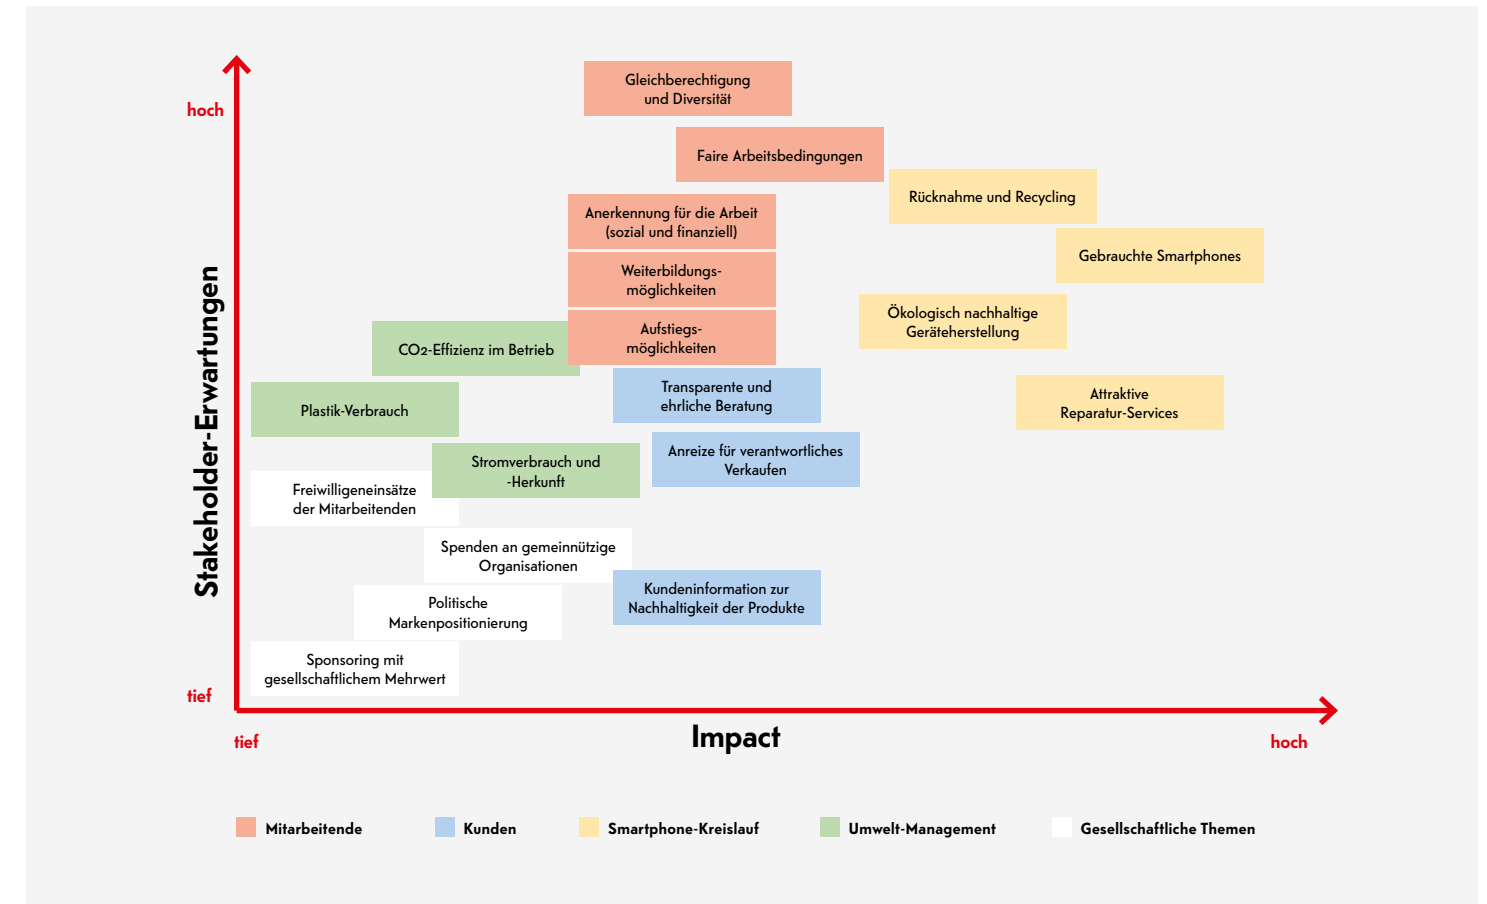 Gleichberechtigung
und Diversität
hoch
Faire Arbeitsbedingungen
Rücknahme und Recycling
Anerkennung für die Arbeit
(sozial und finanziell)
Gebrauchte Smartphones
Weiterbildungs-
möglichkeiten
Ökologisch nachhaltige
Geräteherstellung
Aufstiegs-
möglichkeiten
CO2-Effizienz im Betrieb
Transparente und
ehrliche Beratung
Attraktive
Reparatur-Services
Plastik-Verbrauch
Stakeholder-Erwartungen
Anreize für verantwortliches
Verkaufen
Stromverbrauch und
-Herkunft
Freiwilligeneinsätze
der Mitarbeitenden
Spenden an gemeinnützige
Organisationen
Kundeninformation zur
Nachhaltigkeit der Produkte
Politische
Markenpositionierung
Sponsoring mit
gesellschaftlichem Mehrwert
tief
tief
Impact
hoch
Mitarbeitende
Kunden
Smartphone-Kreislauf
Umwelt-Management
Gesellschaftliche Themen